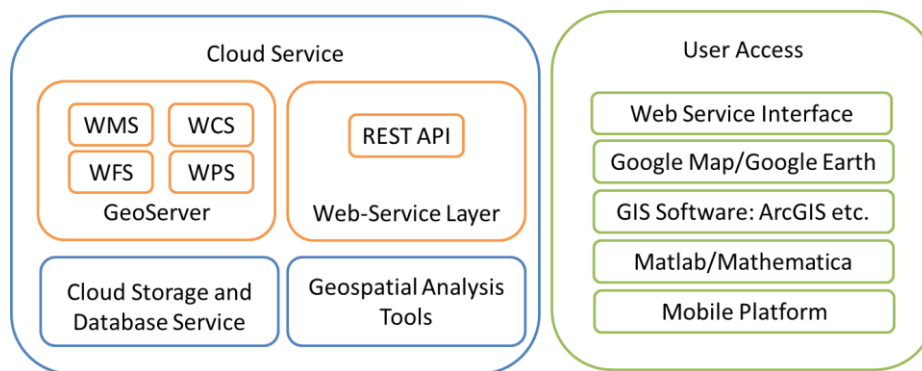 Cloud Service
WMS
WCS
WFS
WPS
GeoServer
REST API
Web-Service Layer
Cloud Storage and
Database Service
Geospatial Analysis
Tools
User Access
Web Service Interface
Google Map/Google Earth
GIS Software: ArcGIS etc.
Matlab/Mathematica
Mobile Platform